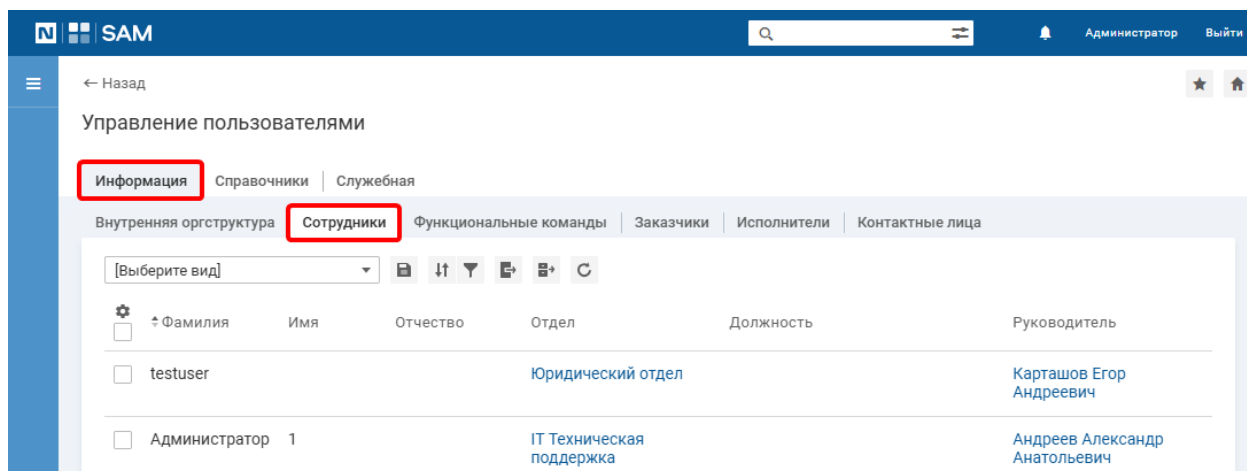 N SAM Администратор Выйти
← Назад
Управление пользователями
Информация Справочники Служебная
Внутренняя оргструктура Сотрудники Функциональные команды Заказчики Исполнители Контактные лица
[Выберите вид]
Фамилия Имя Отчество Отдел Должность Руководитель
testuser Юридический отдел Карташов Егор
Андреевич
Администратор 1 IT Техническая Андреев Александр
поддержка Анатольевич